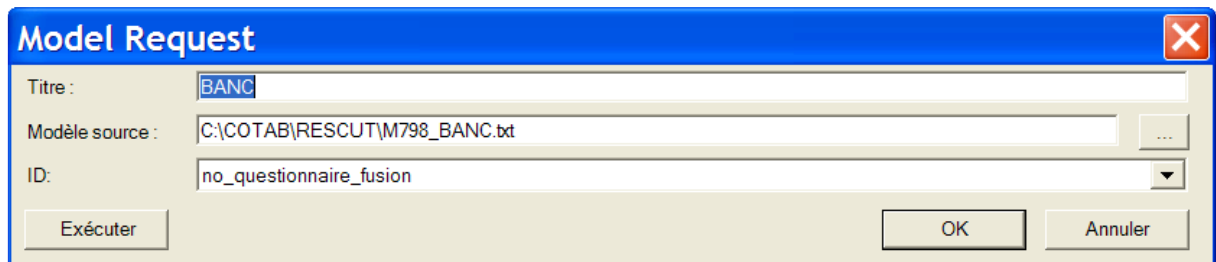 Model Request
Titre : BANC
Modèle source : C:\COTAB\RESCUT\M798_BANC.txt ...
ID: no_questionnaire_fusion
Exécuter OK Annuler